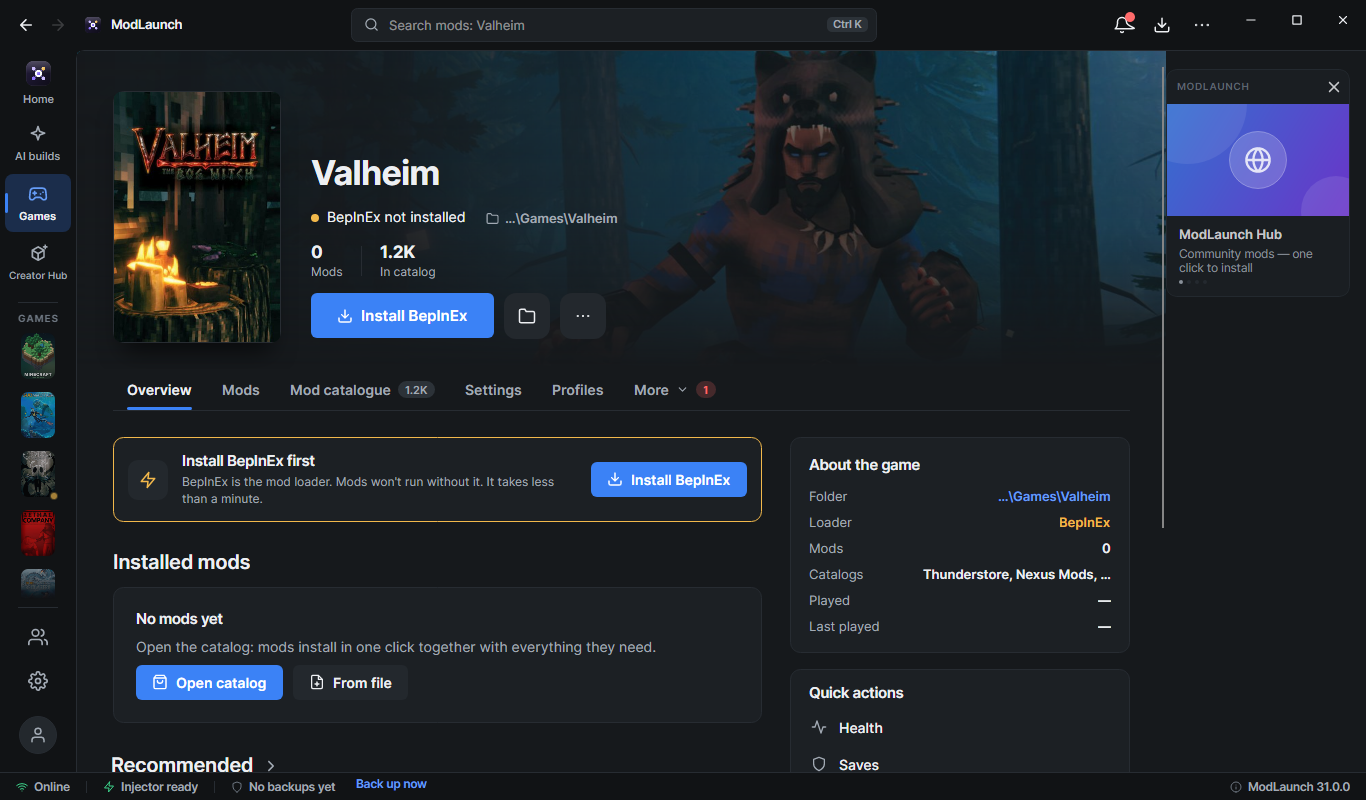 ModLaunch
Search mods: Valheim
Ctrl K
Home
AI builds
Games
Creator Hub
GAMES
MINECRAFT
LETHAL
COMPANY
VALHEIM
THE BOG WITCH
Valheim
BepInEx not installed
...\Games\Valheim
0
Mods
1.2K
In catalog
Install BepInEx
MODLAUNCH
ModLaunch Hub
Community mods — one
click to install
Overview
Mods
Mod catalogue 1.2K
Settings
Profiles
More 1
Install BepInEx first
BepInEx is the mod loader. Mods won't run without it. It takes less
than a minute.
Install BepInEx
Installed mods
No mods yet
Open the catalog: mods install in one click together with everything they need.
Open catalog
From file
Recommended
About the game
Folder ...\Games\Valheim
Loader BepInEx
Mods 0
Catalogs Thunderstore, Nexus Mods, ...
Played —
Last played —
Quick actions
Health
Saves
Online
Injector ready
No backups yet
Back up now
ModLaunch 31.0.0